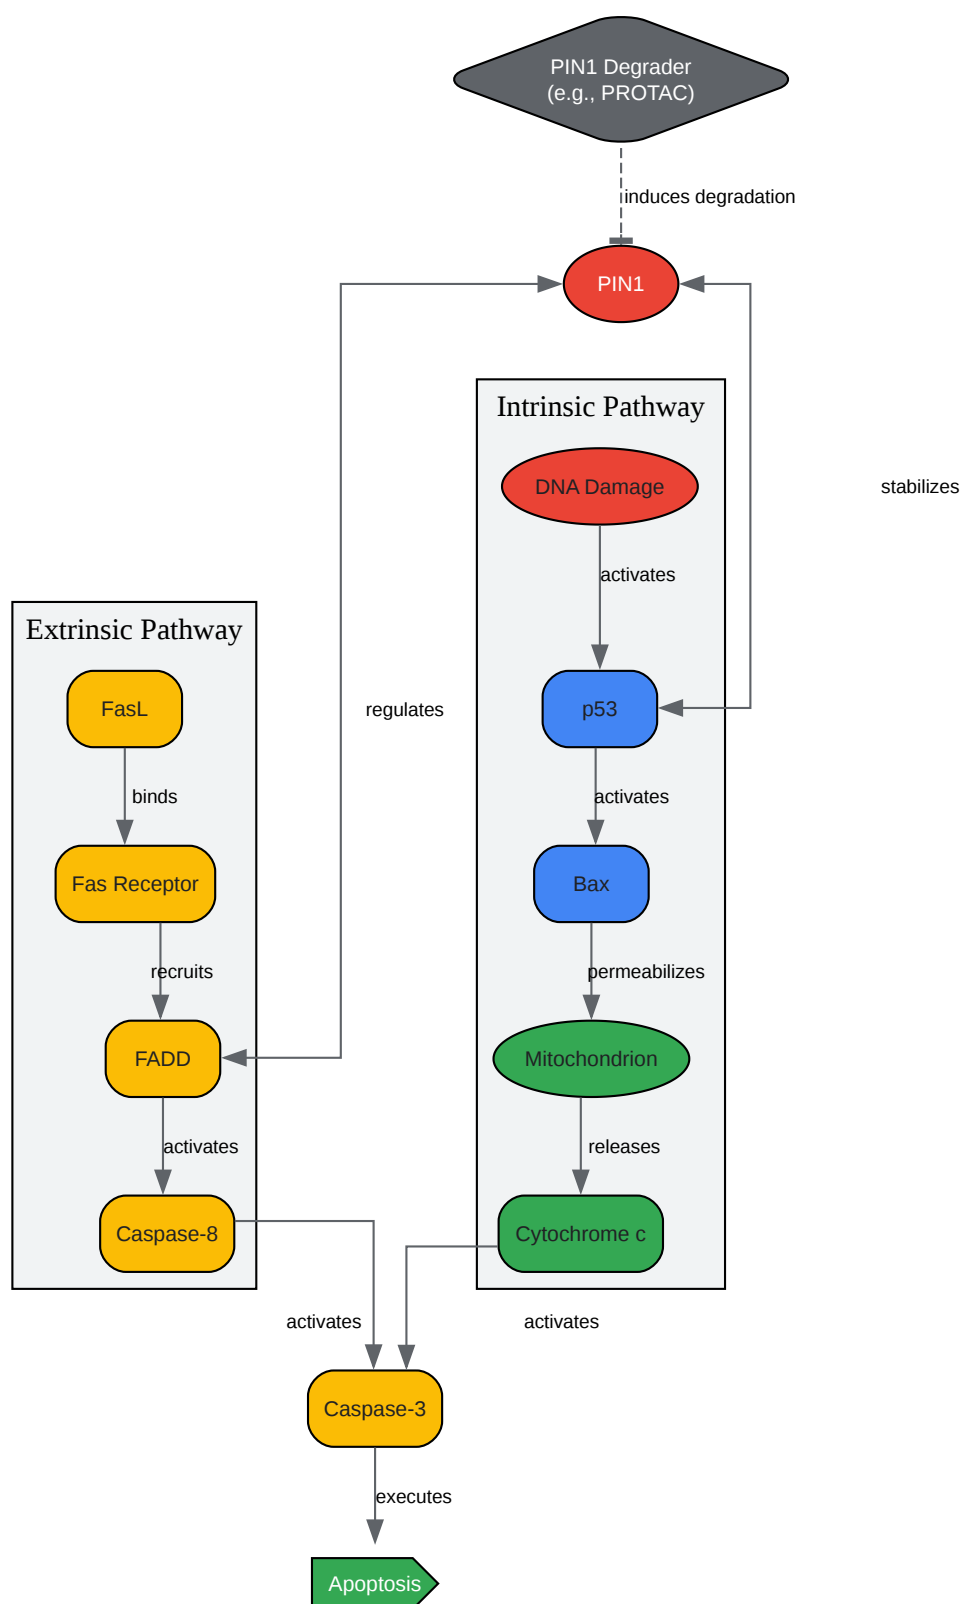 PIN1 Degrader
(e.g., PROTAC)
induces degradation
PIN1
Intrinsic Pathway
DNA Damage
stabilizes
activates
Extrinsic Pathway
FasL
regulates
p53
binds
activates
Fas Receptor
Bax
recruits
permeabilizes
FADD
Mitochondrion
activates
releases
Caspase-8
Cytochrome c
activates
activates
Caspase-3
executes
Apoptosis